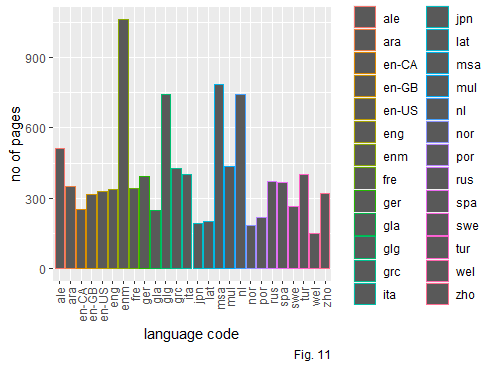 no of pages
900
600
300
0
ale
ara
en-CA
en-GB
en-US
eng
enm
fre
ger
gla
glg
grc
ita
jpn
lat
msa
mul
nl
nor
por
rus
spa
swe
tur
wel
zho
language code
Fig. 11
ale
ara
en-CA
en-GB
en-US
eng
enm
fre
ger
gla
glg
grc
ita
jpn
lat
msa
mul
nl
nor
por
rus
spa
swe
tur
wel
zho